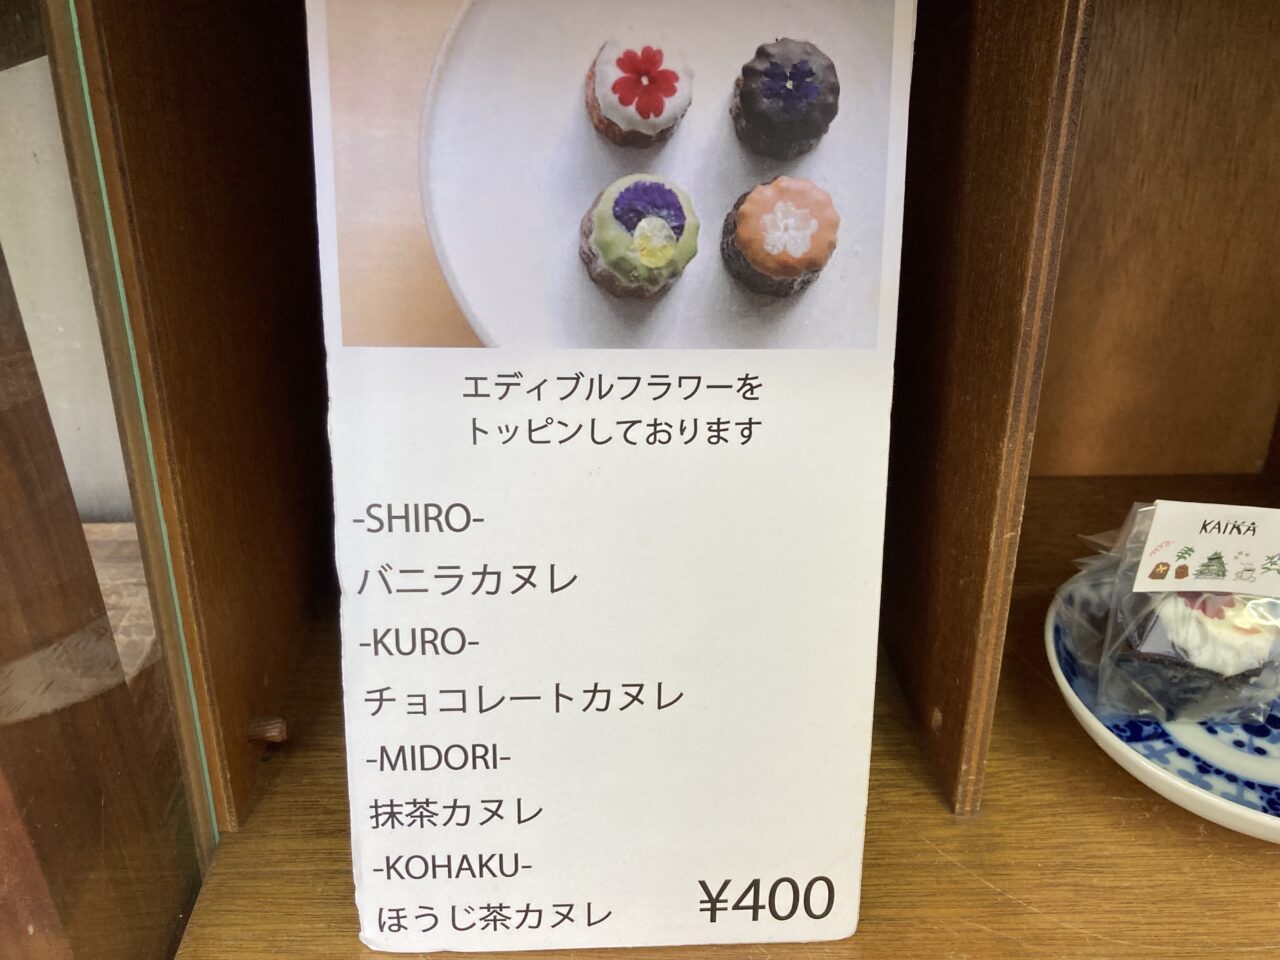 エディブルフラワーを
トッピンしております
-SHIRO-
バニラカヌレ
-KURO-
チョコレートカヌレ
-MIDORI-
抹茶カヌレ
-KOHAKU-
ほうじ茶カヌレ
¥400
KAIKA